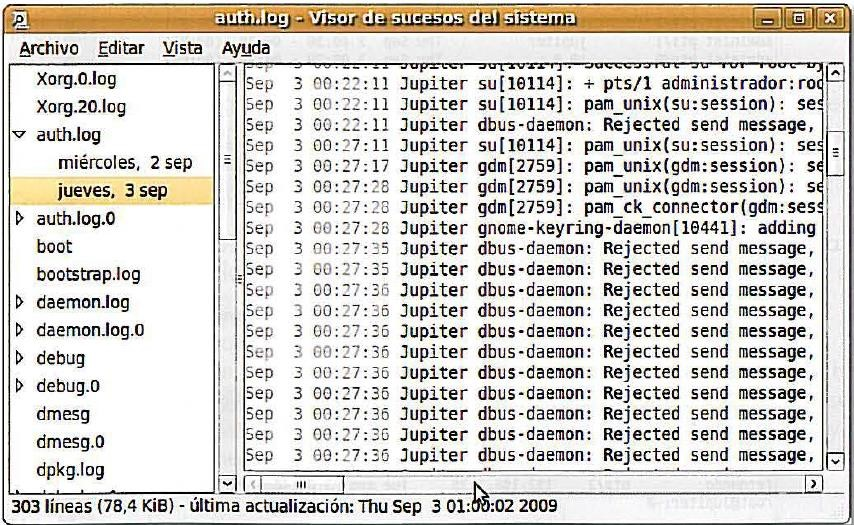 auth.log - Visor de sucesos del sistema
Archivo Editar Vista Ayuda
Xorg.0.log
Xorg.20.log
auth.log
miércoles, 2 sep
jueves, 3 sep
auth.log.0
boot
bootstrap.log
daemon.log
daemon.log.0
debug
debug.0
dmesg
dmesg.0
dpkg.log
Sep 3 00:22:11 Jupiter su[10114]: + pts/1 administrador:roo
Sep 3 00:22:11 Jupiter su[10114]: pam_unix(su:session): ses
Sep 3 00:22:11 Jupiter dbus-daemon: Rejected send message,
Sep 3 00:27:11 Jupiter su[10114]: pam_unix(su:session): ses
Sep 3 00:27:17 Jupiter gdm[2759]: pam_unix(gdm:session): se
Sep 3 00:27:28 Jupiter gdm[2759]: pam_unix(gdm:session): se
Sep 3 00:27:28 Jupiter gdm[2759]: pam_ck_connector(gdm:sess
Sep 3 00:27:28 Jupiter gnome-keyring-daemon[10441]: adding
Sep 3 00:27:35 Jupiter dbus-daemon: Rejected send message,
Sep 3 00:27:35 Jupiter dbus-daemon: Rejected send message,
Sep 3 00:27:36 Jupiter dbus-daemon: Rejected send message,
Sep 3 00:27:36 Jupiter dbus-daemon: Rejected send message,
Sep 3 00:27:36 Jupiter dbus-daemon: Rejected send message,
Sep 3 00:27:36 Jupiter dbus-daemon: Rejected send message,
Sep 3 00:27:36 Jupiter dbus-daemon: Rejected send message,
Sep 3 00:27:36 Jupiter dbus-daemon: Rejected send message,
Sep 3 00:27:36 Jupiter dbus-daemon: Rejected send message,
Sep 3 00:27:36 Jupiter dbus-daemon: Rejected send message,
Sep 3 00:27:36 Jupiter dbus-daemon: Rejected send message,
303 líneas (78,4 KiB) - última actualización: Thu Sep 3 01:00:02 2009